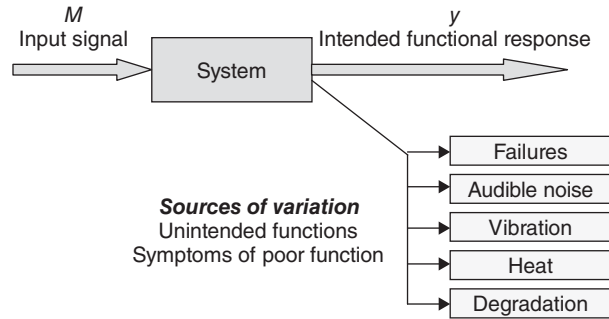 M
Input signal
System
y
Intended functional response
Failures
Audible noise
Vibration
Heat
Degradation
Sources of variation
Unintended functions
Symptoms of poor function